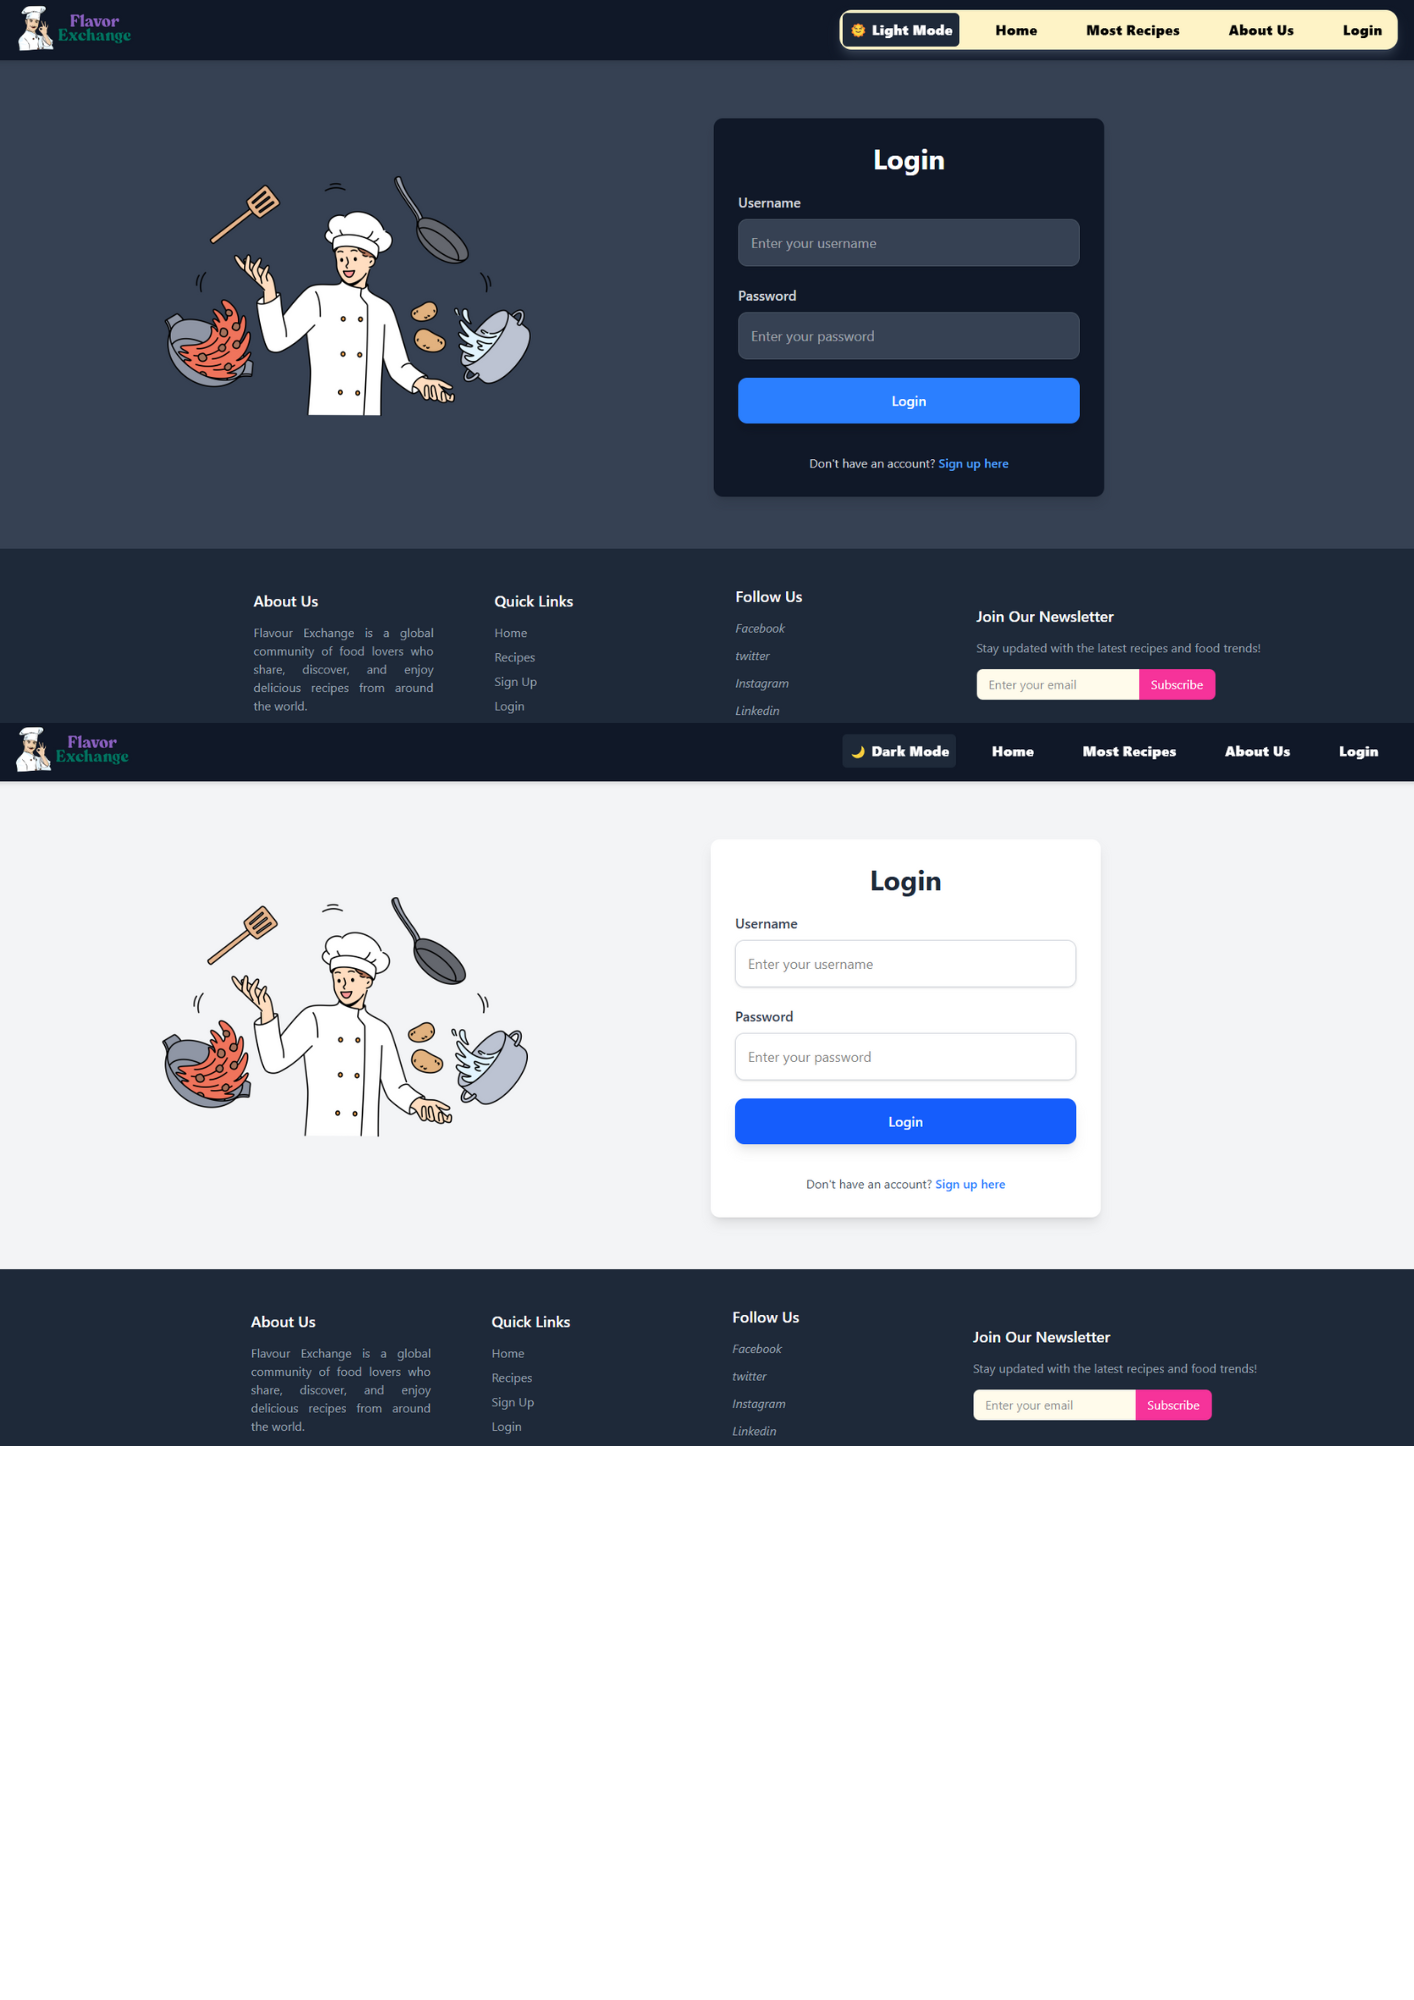 Flavor
Exchange
🌞 Light Mode
Home
Most Recipes
About Us
Login
Login
Username
Enter your username
Password
Enter your password
Login
Don't have an account? Sign up here
About Us
Flavour Exchange is a global
community of food lovers who
share, discover, and enjoy
delicious recipes from around
the world.
Quick Links
Home
Recipes
Sign Up
Login
Follow Us
Facebook
twitter
Instagram
Linkedin
Join Our Newsletter
Stay updated with the latest recipes and food trends!
Enter your email
Subscribe
Flavor
Exchange
🌙 Dark Mode
Home
Most Recipes
About Us
Login
Login
Username
Enter your username
Password
Enter your password
Login
Don't have an account? Sign up here
About Us
Flavour Exchange is a global
community of food lovers who
share, discover, and enjoy
delicious recipes from around
the world.
Quick Links
Home
Recipes
Sign Up
Login
Follow Us
Facebook
twitter
Instagram
Linkedin
Join Our Newsletter
Stay updated with the latest recipes and food trends!
Enter your email
Subscribe